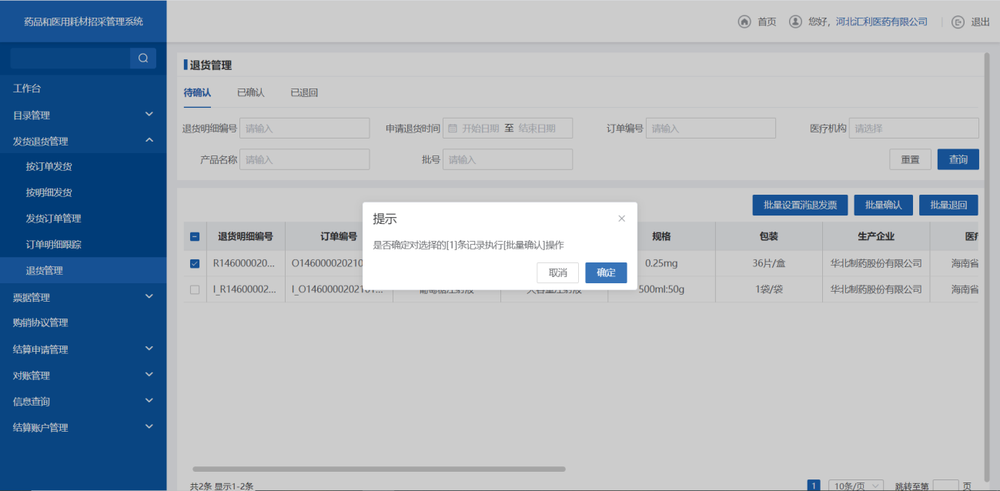 药品和医用耗材招采管理系统
首页
您好，河北汇利医药有限公司
退出
工作台
目录管理
发货退货管理
按订单发货
按明细发货
发货订单管理
订单明细跟踪
退货管理
票据管理
购销协议管理
结算申请管理
对账管理
信息查询
结算账户管理
退货管理
待确认 已确认 已退回
退货明细编号 请输入 申请退货时间 开始日期 至 结束日期 订单编号 请输入 医疗机构 请选择
产品名称 请输入 批号 请输入 重置 查询
批量设置消退发票 批量确认 批量退回
退货明细编号 订单编号 规格 包装 生产企业
R146000020... O14600002021 0.25mg 36片/盒 华北制药股份有限公司 海南省
I_R14600002... I_O1460000202101... 葡萄糖注射液 大容量注射液 500ml:50g 1袋/袋 华北制药股份有限公司 海南省
提示
是否确定对选择的[1]条记录执行[批量确认]操作
取消 确定
共2条 显示1-2条 1 10条/页 跳转至第 页